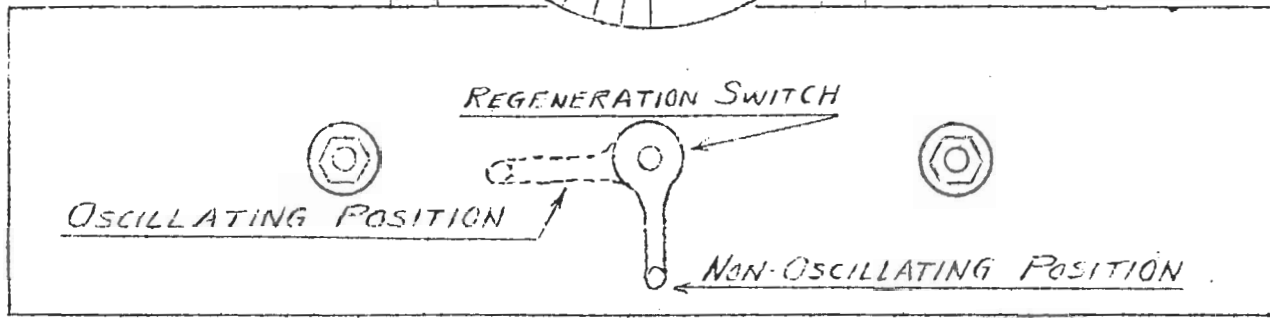 REGENERATION SWITCH
OSCILLATING POSITION
NON-OSCILLATING POSITION